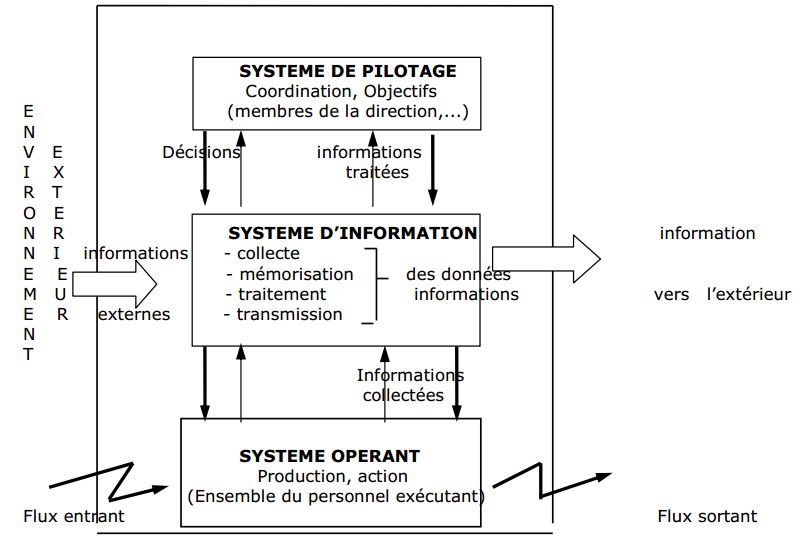 SYSTEME DE PILOTAGE
Coordination, Objectifs
(membres de la direction,...)
ENVIRONNEMENT
EXTERIEUR
Décisions
informations
traitées
SYSTEME D’INFORMATION
informations
externes
- collecte
- mémorisation
- traitement
- transmission
des données
informations
information
vers l’extérieur
Informations
collectées
SYSTEME OPERANT
Production, action
(Ensemble du personnel exécutant)
Flux entrant
Flux sortant